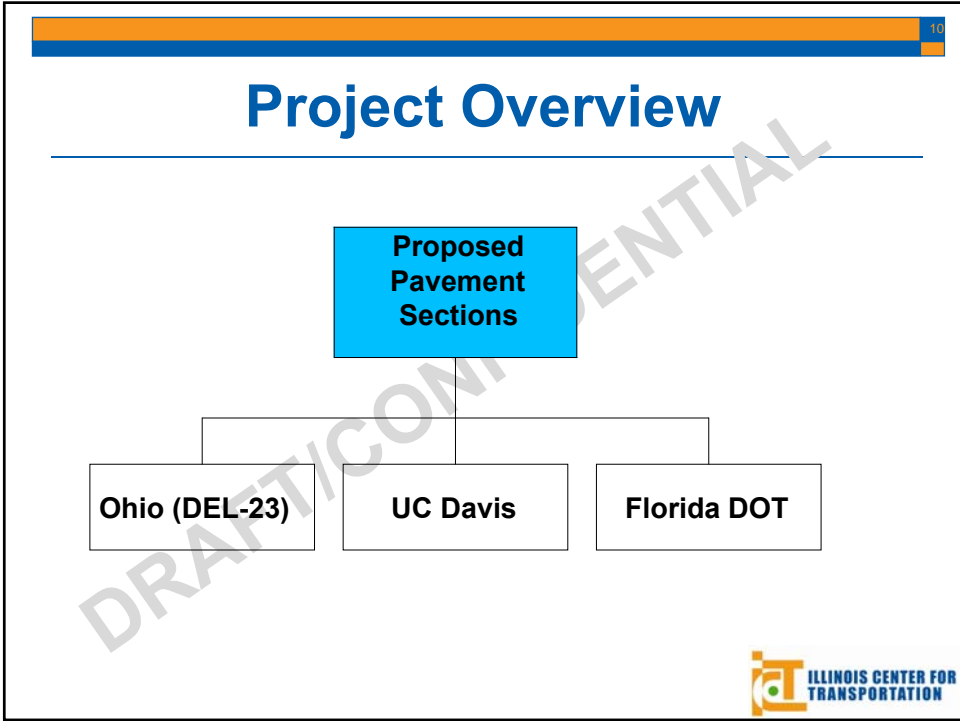 10
Project Overview
Proposed
Pavement
Sections
Ohio (DEL-23)
UC Davis
Florida DOT
DRAFT/CONFIDENTIAL
ICT
ILLINOIS CENTER FOR
TRANSPORTATION